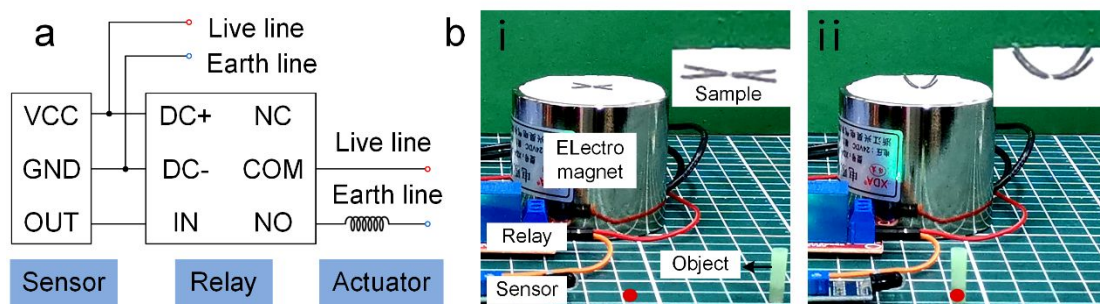 a
Live line
Earth line
VCC
DC+
NC
Live line
GND
DC-
COM
Earth line
OUT
IN
NO
Sensor
Relay
Actuator
b
i
Sample
ELectro
magnet
Relay
Object
Sensor
ii
XDA